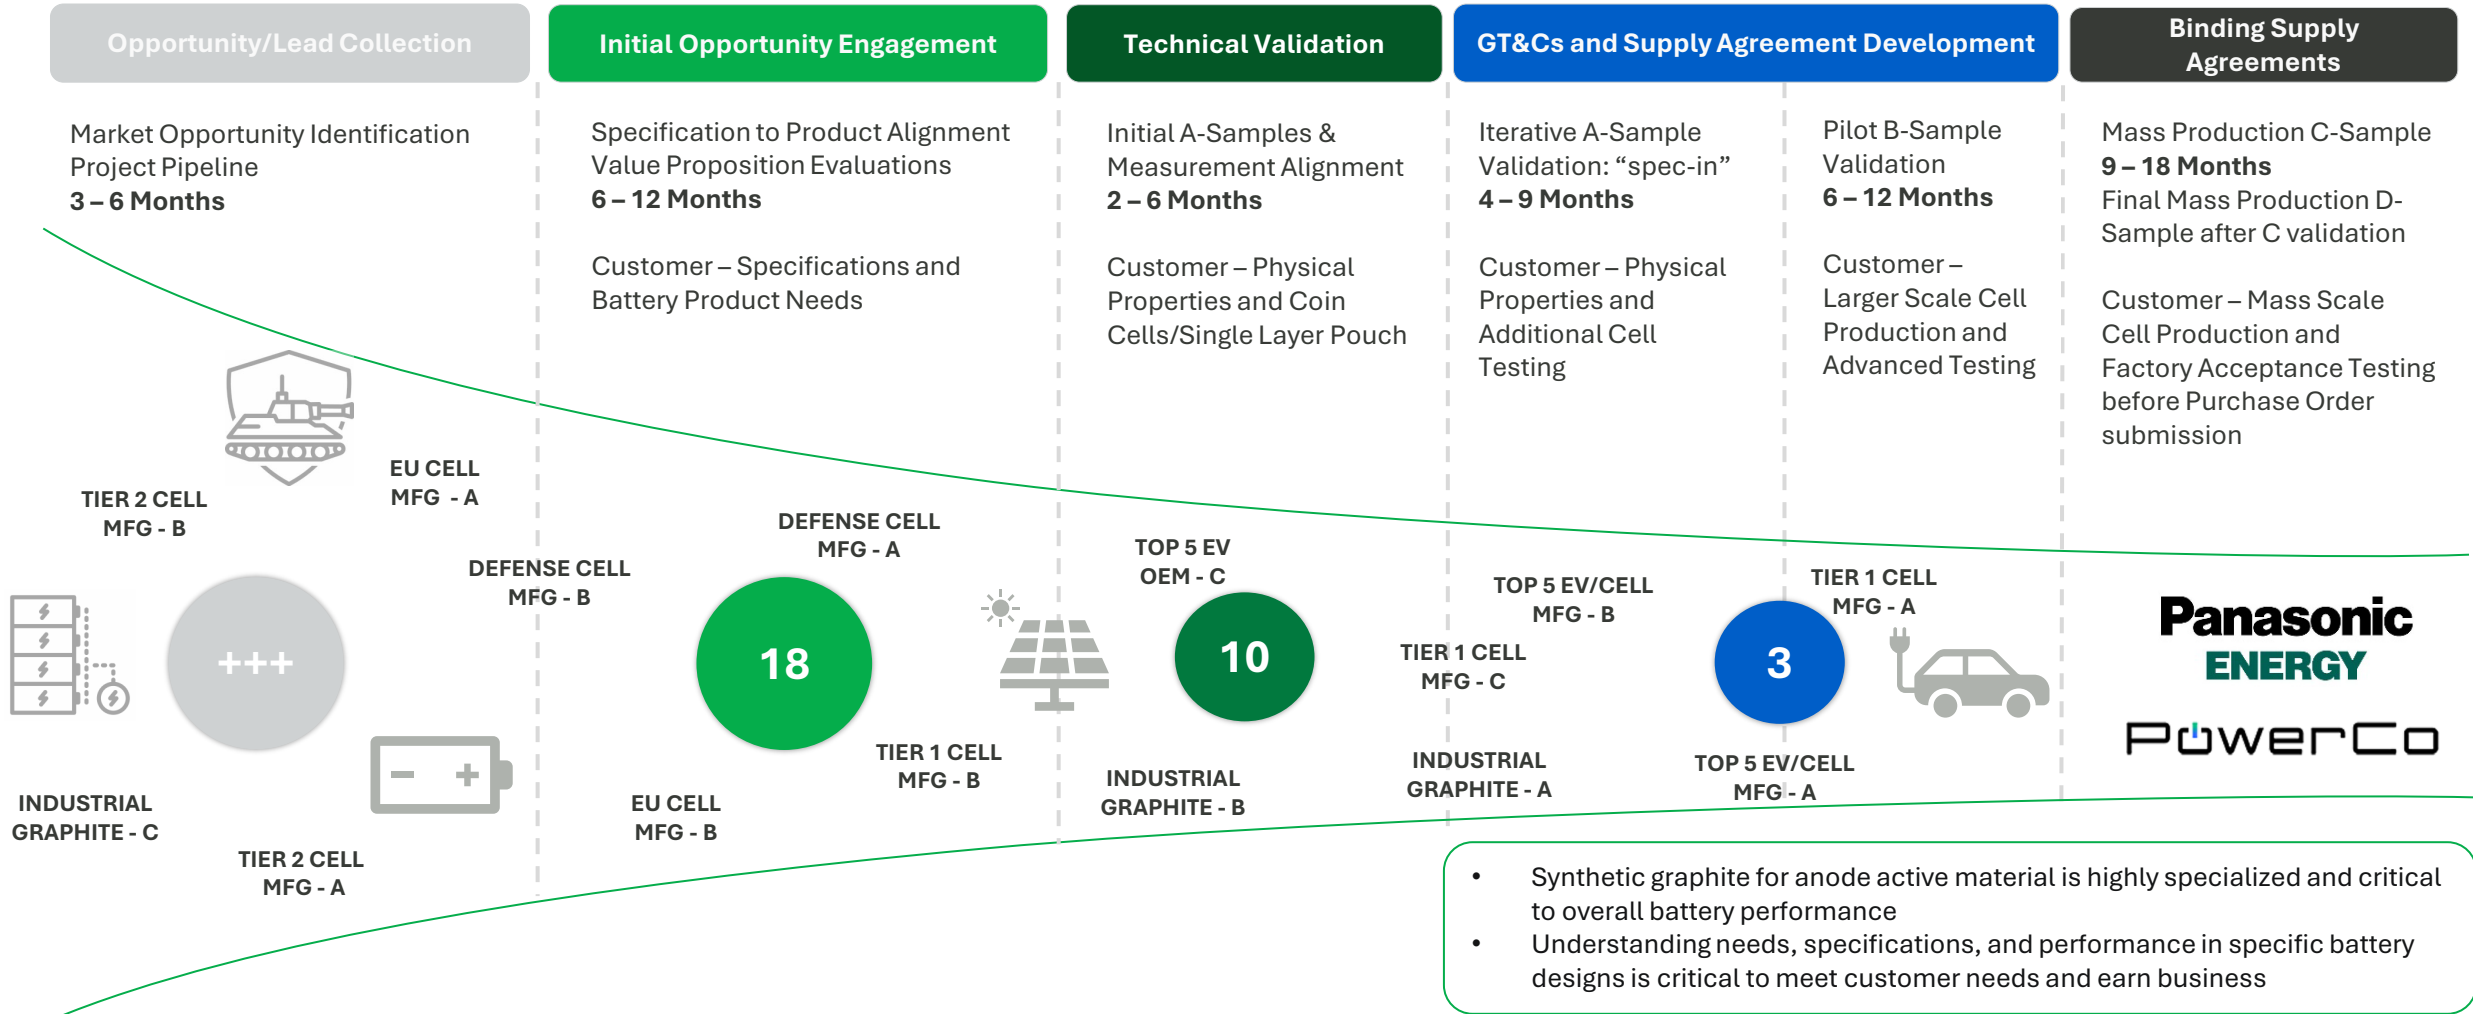 Opportunity/Lead Collection
Initial Opportunity Engagement
Technical Validation
GT&Cs and Supply Agreement Development
Binding Supply
Agreements
Market Opportunity Identification
Project Pipeline
3 – 6 Months
Specification to Product Alignment
Value Proposition Evaluations
6 – 12 Months
Customer – Specifications and
Battery Product Needs
Initial A-Samples &
Measurement Alignment
2 – 6 Months
Customer – Physical
Properties and Coin
Cells/Single Layer Pouch
Iterative A-Sample
Validation: “spec-in”
4 – 9 Months
Customer – Physical
Properties and
Additional Cell
Testing
Pilot B-Sample
Validation
6 – 12 Months
Customer –
Larger Scale Cell
Production and
Advanced Testing
Mass Production C-Sample
9 – 18 Months
Final Mass Production D-
Sample after C validation
Customer – Mass Scale
Cell Production and
Factory Acceptance Testing
before Purchase Order
submission
EU CELL
MFG - A
TIER 2 CELL
MFG - B
DEFENSE CELL
MFG - B
+++
INDUSTRIAL
GRAPHITE - C
TIER 2 CELL
MFG - A
DEFENSE CELL
MFG - A
18
TIER 1 CELL
MFG - B
EU CELL
MFG - B
TOP 5 EV
OEM - C
10
INDUSTRIAL
GRAPHITE - B
TIER 1 CELL
MFG - C
INDUSTRIAL
GRAPHITE - A
TOP 5 EV/CELL
MFG - B
TIER 1 CELL
MFG - A
3
TOP 5 EV/CELL
MFG - A
Panasonic
ENERGY
PowerCo
• Synthetic graphite for anode active material is highly specialized and critical
to overall battery performance
• Understanding needs, specifications, and performance in specific battery
designs is critical to meet customer needs and earn business